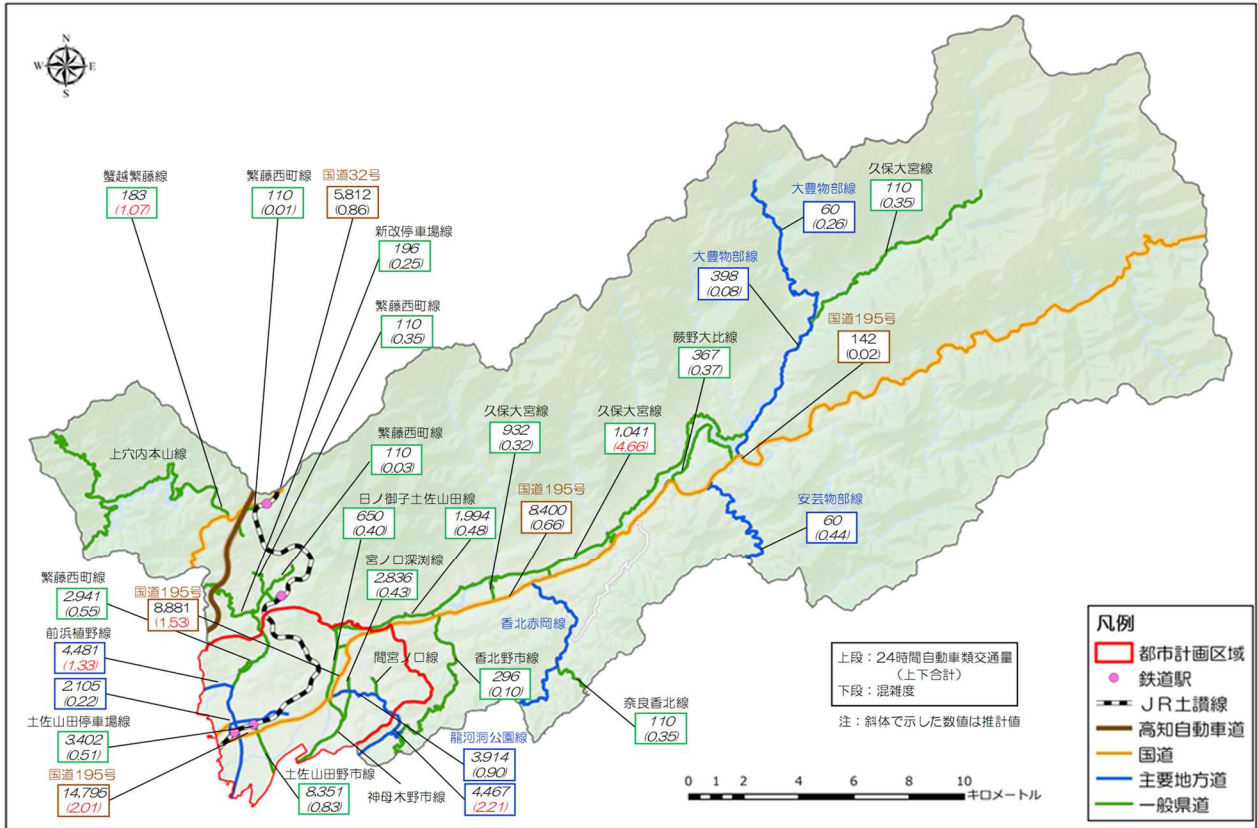 N
W E
S
蟹越繁藤線
183
(1.07)
繁藤西町線
110
(0.01)
国道32号
5,812
(0.86)
新改停車場線
196
(0.25)
繁藤西町線
110
(0.35)
大豊物部線
60
(0.26)
久保大宮線
110
(0.35)
大豊物部線
398
(0.08)
国道195号
142
(0.02)
蕨野大比線
367
(0.37)
上穴内本山線
繁藤西町線
110
(0.03)
久保大宮線
932
(0.32)
久保大宮線
1,041
(4.66)
日ノ御子土佐山田線
650
(0.40)
1,994
(0.48)
国道195号
8,400
(0.66)
安芸物部線
60
(0.44)
宮ノ口深渕線
2,836
(0.43)
繁藤西町線
2,941
(0.55)
国道195号
8,881
(1.53)
前浜植野線
4,481
(1.33)
2,105
(0.22)
土佐山田停車場線
3,402
(0.51)
国道195号
14,795
(2.01)
間宮ノ口線
香北赤岡線
香北野市線
296
(0.10)
奈良香北線
110
(0.35)
龍河洞公園線
3,914
(0.90)
4,467
(2.21)
土佐山田野市線
8,351
(0.83)
神母木野市線
上段：24時間自動車類交通量
（上下合計）
下段：混雑度
注：斜体で示した数値は推計値
0 1 2 4 6 8 10
キロメートル
凡例
都市計画区域
鉄道駅
ＪＲ土讃線
高知自動車道
国道
主要地方道
一般県道